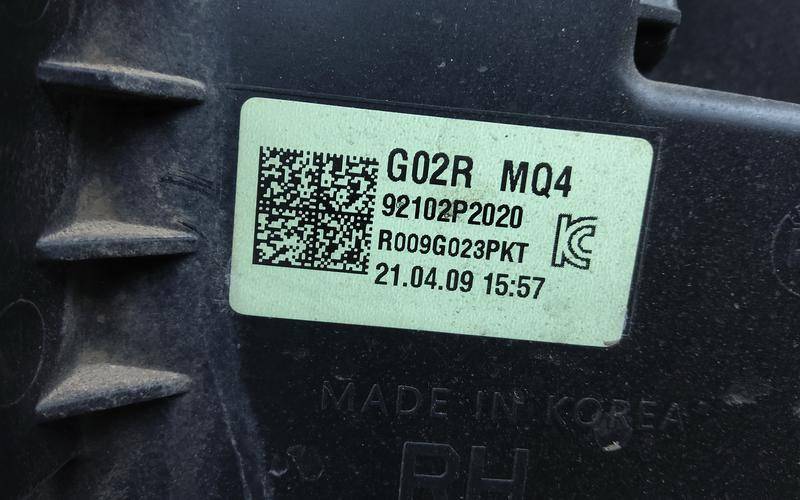 G02R MQ4
92102P2020
R009G023PKT
21.04.09 15:57
MADE IN KOREA
RH